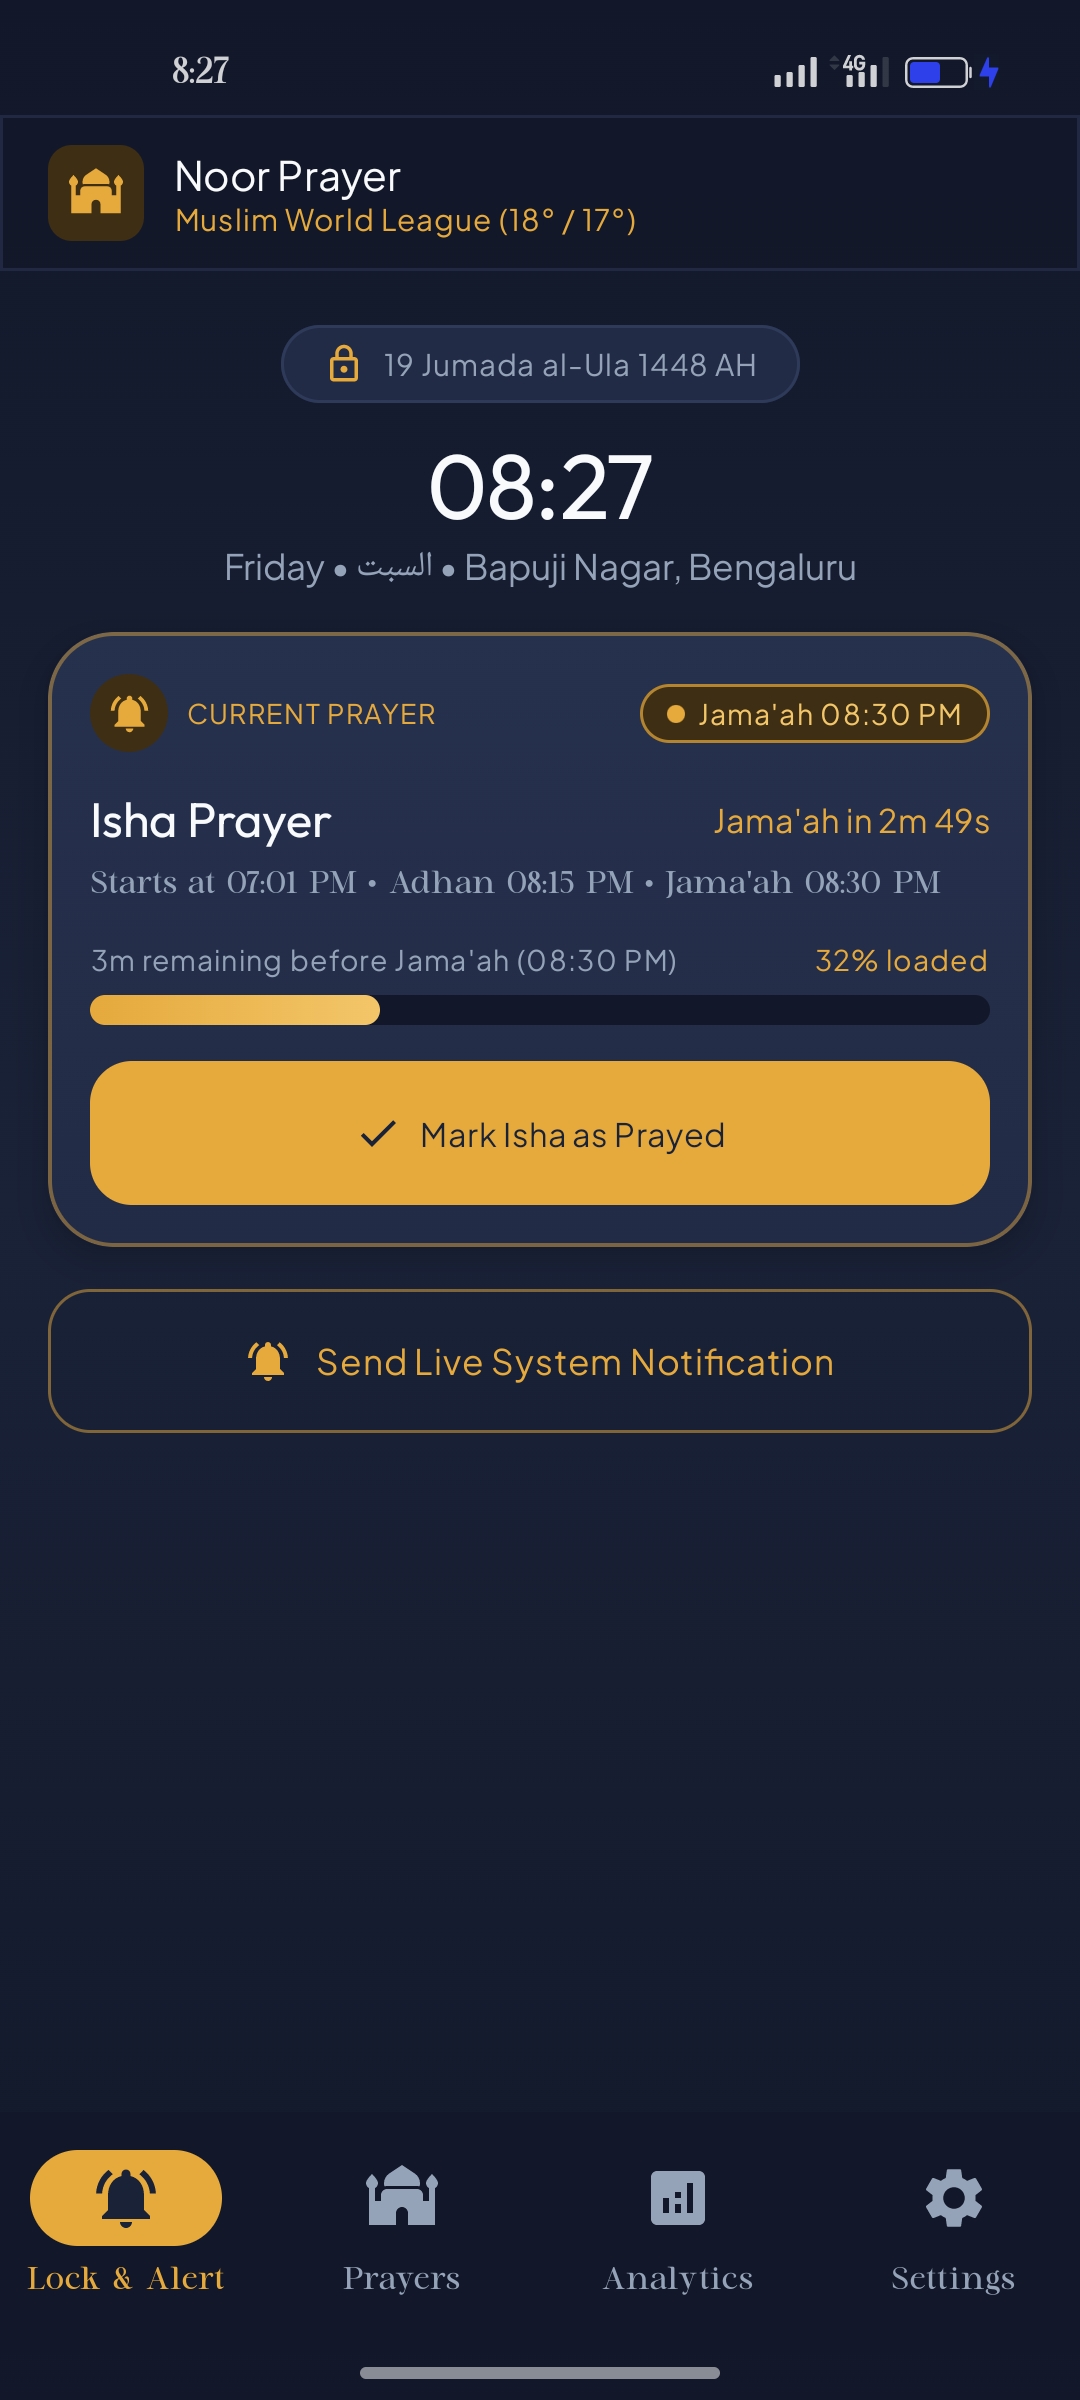 8:27
4G
Noor Prayer
Muslim World League (18° / 17°)
19 Jumada al-Ula 1448 AH
08:27
Friday • السبت • Bapuji Nagar, Bengaluru
CURRENT PRAYER
Jama'ah 08:30 PM
Isha Prayer
Jama'ah in 2m 49s
Starts at 07:01 PM • Adhan 08:15 PM • Jama'ah 08:30 PM
3m remaining before Jama'ah (08:30 PM)
32% loaded
Mark Isha as Prayed
Send Live System Notification
Lock & Alert
Prayers
Analytics
Settings